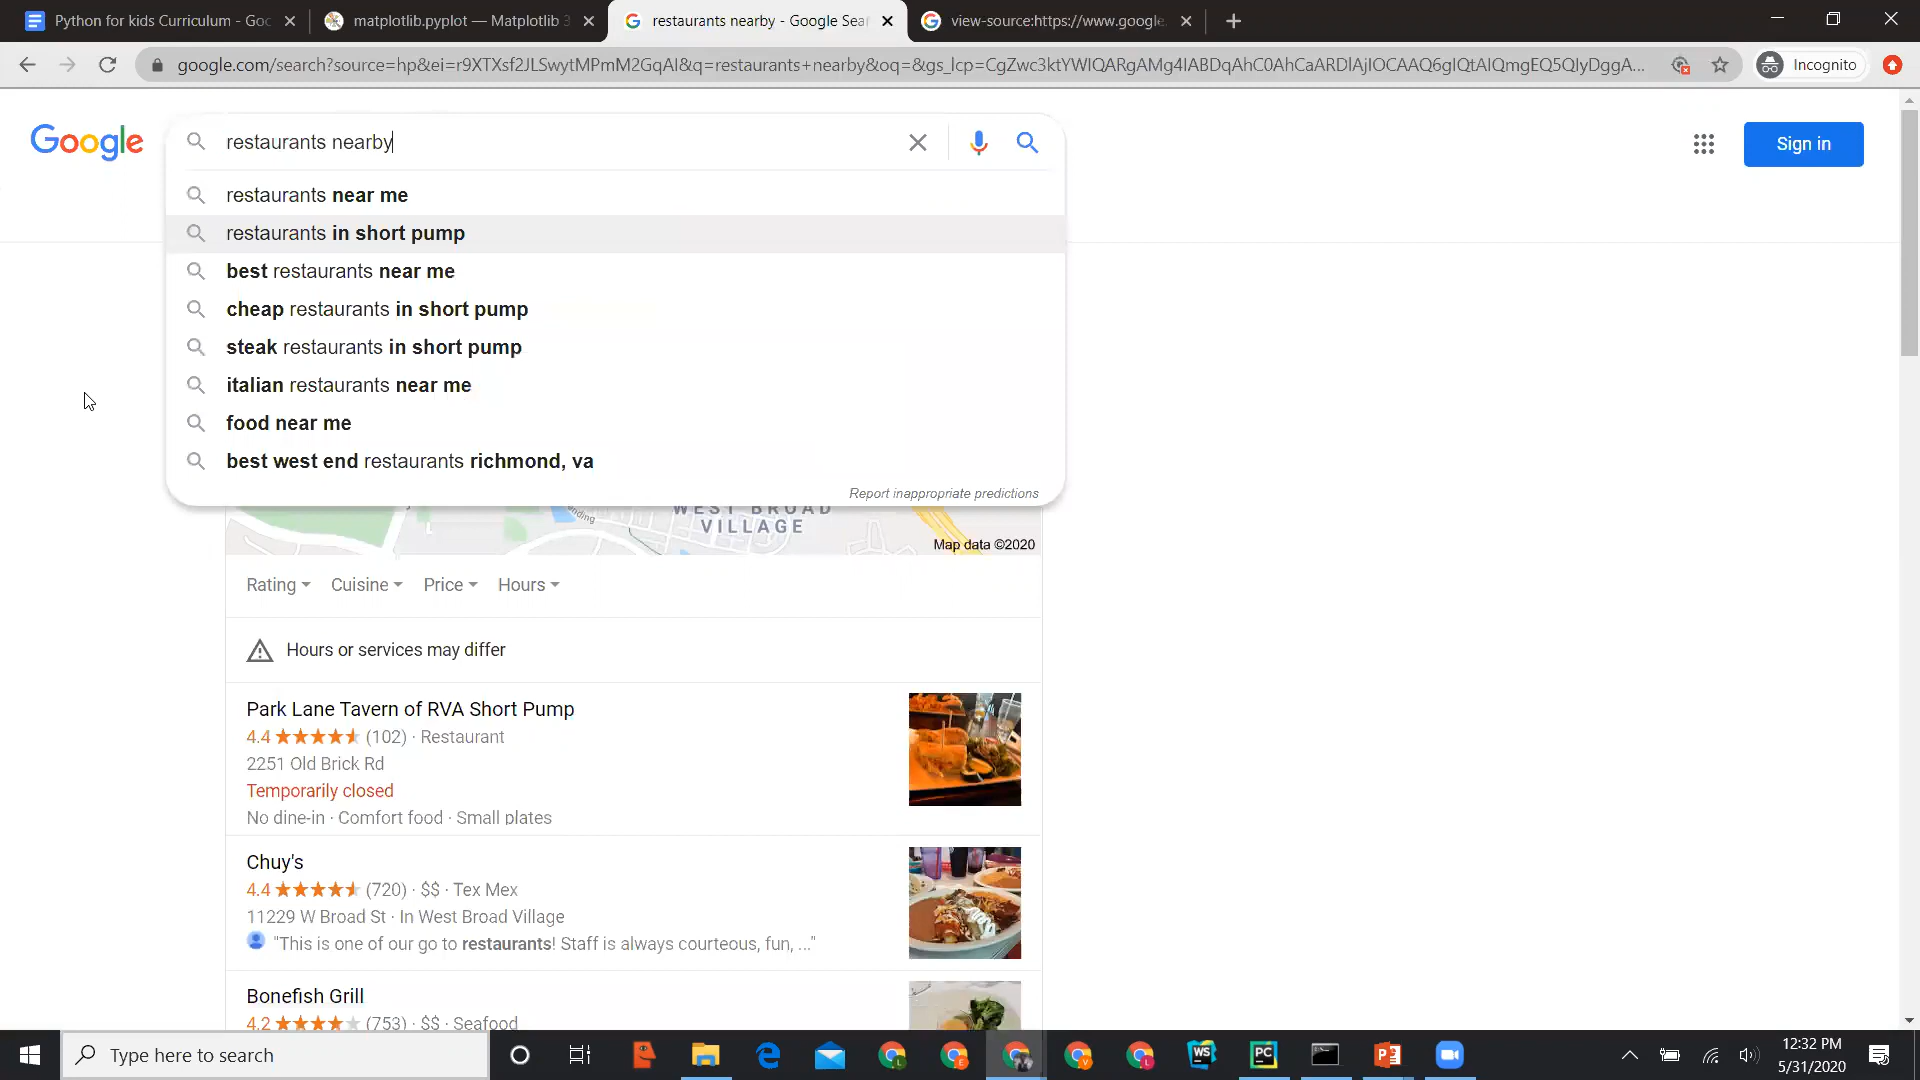 Python for kids Curriculum - Goo
matplotlib.pyplot — Matplotlib 3
restaurants nearby - Google Sear
view-source:https://www.google.
google.com/search?source=hp&ei=r9XTXsf2JLSwytMPmM2GqAI&q=restaurants+nearby&oq=&gs_lcp=CgZwc3ktYWIQARgAMg4IABDqAhC0AhCaARDlAjIOCAAQ6gIQtAIQmgEQ5QIyDggA...
Incognito
Google
restaurants nearby
Sign in
restaurants near me
restaurants in short pump
best restaurants near me
cheap restaurants in short pump
steak restaurants in short pump
italian restaurants near me
food near me
best west end restaurants richmond, va
Report inappropriate predictions
WEST BROAD
VILLAGE
Map data ©2020
Rating Cuisine Price Hours
Hours or services may differ
Park Lane Tavern of RVA Short Pump
4.4 (102) · Restaurant
2251 Old Brick Rd
Temporarily closed
No dine-in · Comfort food · Small plates
Chuy's
4.4 (720) · $$ · Tex Mex
11229 W Broad St · In West Broad Village
"This is one of our go to restaurants! Staff is always courteous, fun, ..."
Bonefish Grill
4.2 (753) · $$ · Seafood
Type here to search
WS
PC
12:32 PM
5/31/2020